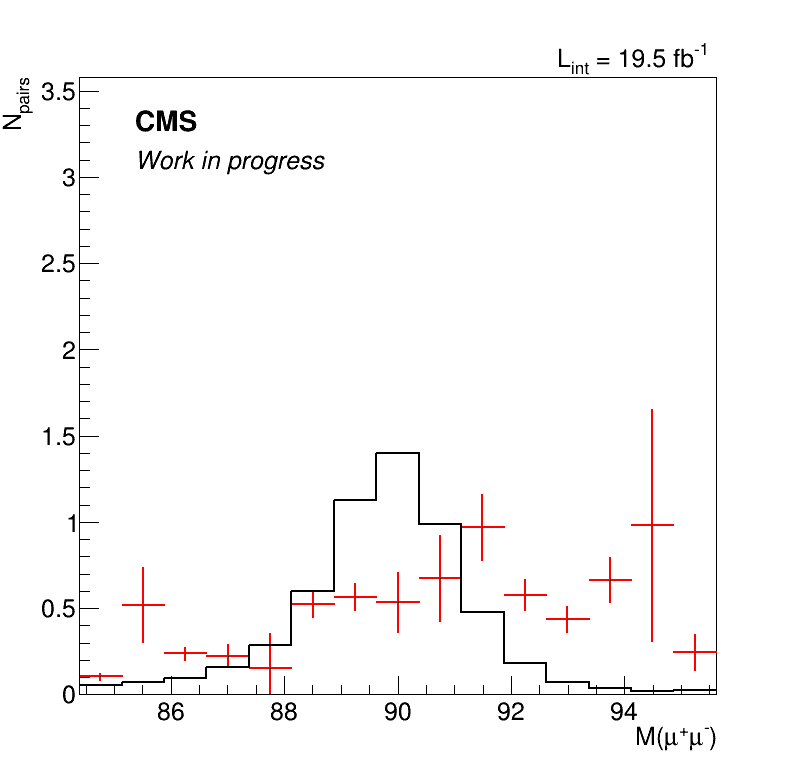 L_int = 19.5 fb^-1
N_pairs
3.5
CMS
Work in progress
3
2.5
2
1.5
1
0.5
0
86 88 90 92 94
M(μ⁺μ⁻)